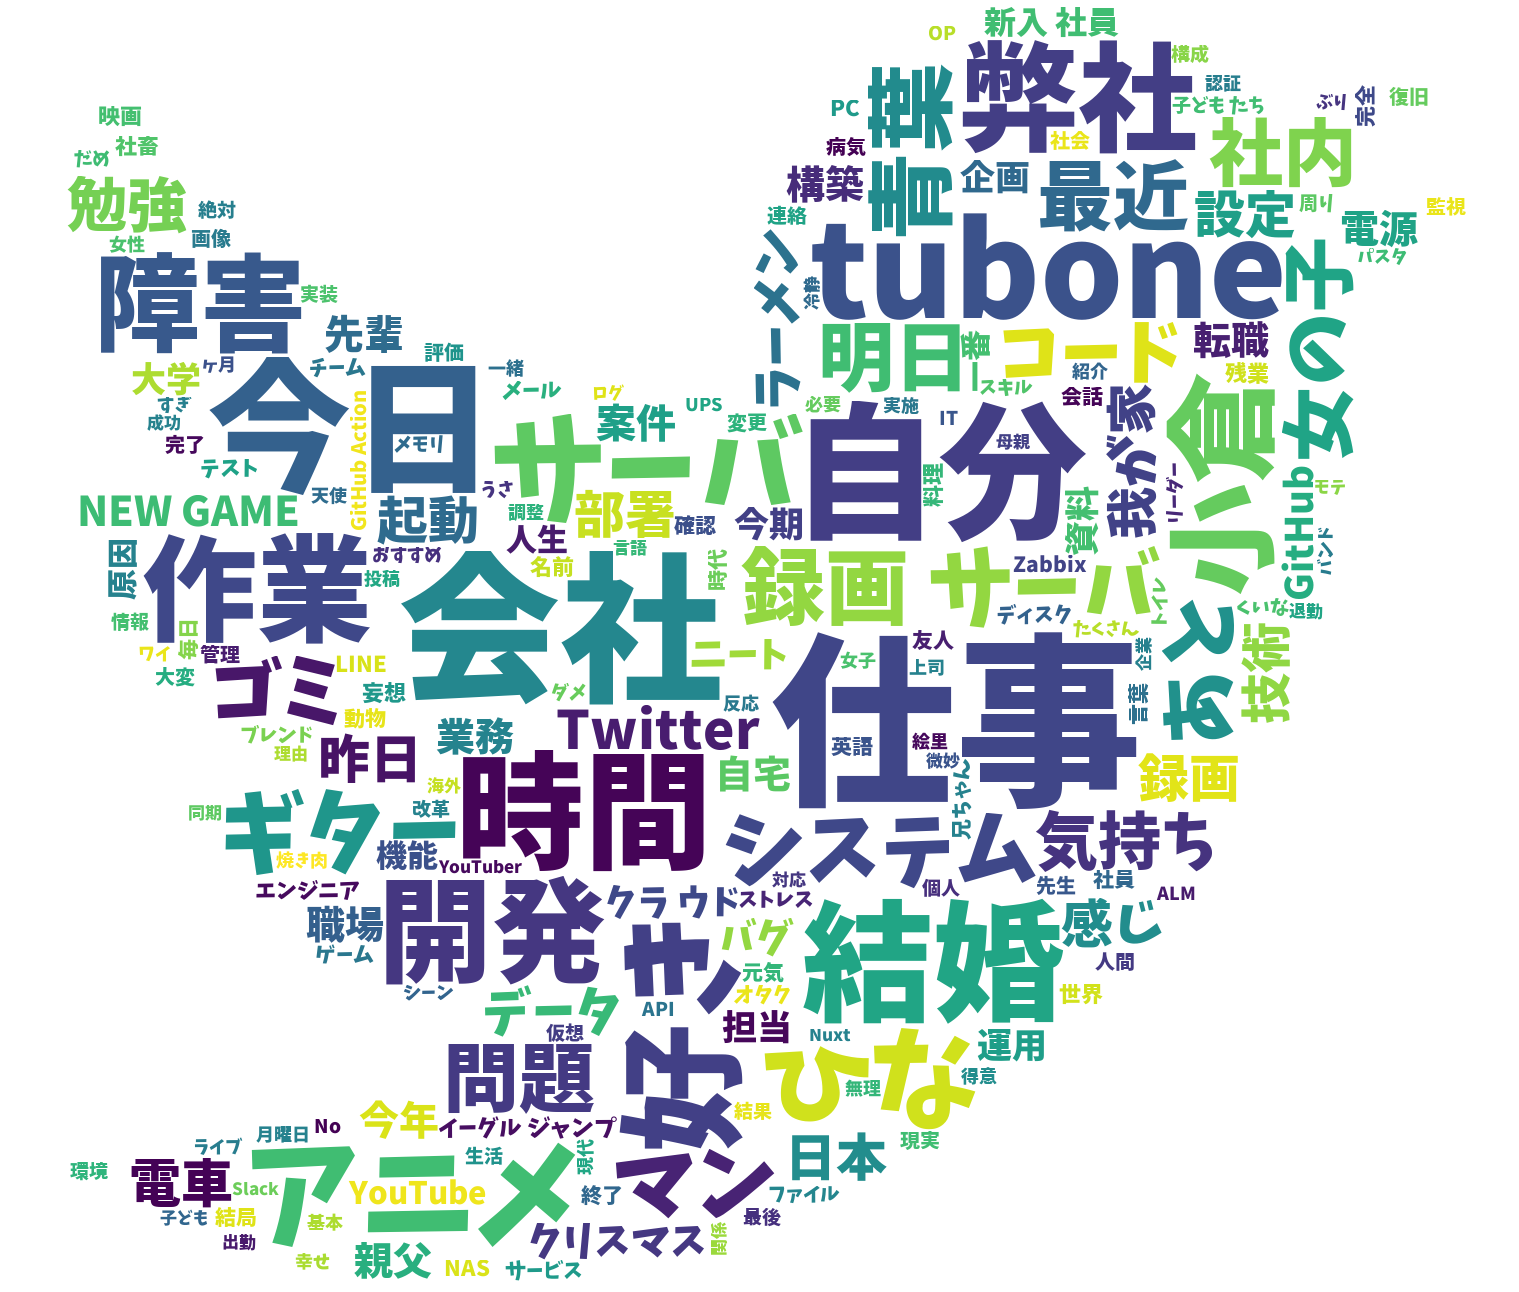 新入 社員
OP
弊社
構成
認証
PC
青葉
子ども たち
ぶり
完全
復旧
映画
社畜
だめ
勉強
絶対
女性
画像
病気
社会
社内
構築
企画
最近
設定
周り
監視
連絡
電源
パスタ
障害
実装
ラーメン
冷静
tubone
女の子
先輩
チーム
評価
ヶ月
大学
一緒
明日
一番
コード
転職
紹介
残業
スキル
今日
すぎ
成功
完了
テスト
GitHub Action
メモリ
メール
ログ
UPS
必要
実施
IT
会話
我が家
小倉
案件
変更
サーバー
自分
母親
料理
リーダー
モテ
天使
うさ
NEW GAME
起動
部署
調整
確認
今期
資料
GitHub
バンド
人生
言語
名前
おすすめ
原因
作業
投稿
会社
時代
録画 サーバ
Zabbix
トイレ
ディスク
くいな
退勤
あと
たくさん
情報
毎日
ワイ
管理
大変
ゴミ
LINE
妄想
ニート
女子
友人
上司
仕事
企業
言葉
技術
動物
ダメ
反応
ブレンド
理由
昨日
業務
Twitter
英語
絵里
微妙
兄ちゃん
録画
海外
時間
自宅
同期
ギター
改革
焼き肉
機能
YouTuber
システム
気持ち
エンジニア
対応
個人
先生
社員
ALM
職場
開発
クラウド
ストレス
ゲーム
バグ
結婚
感じ
人間
シーン
元気
オタク
世界
データ
API
好き
仮想
担当
Nuxt
ひな
運用
問題
得意
無理
今年
結果
No
イーグル ジャンプ
月曜日
ライブ
現実
環境
電車
アニメ
生活
現代
マン
日本
Slack
YouTube
終了
ファイル
子ども
結局
基本
最後
出勤
クリスマス
関係
幸せ
親父
NAS
サービス